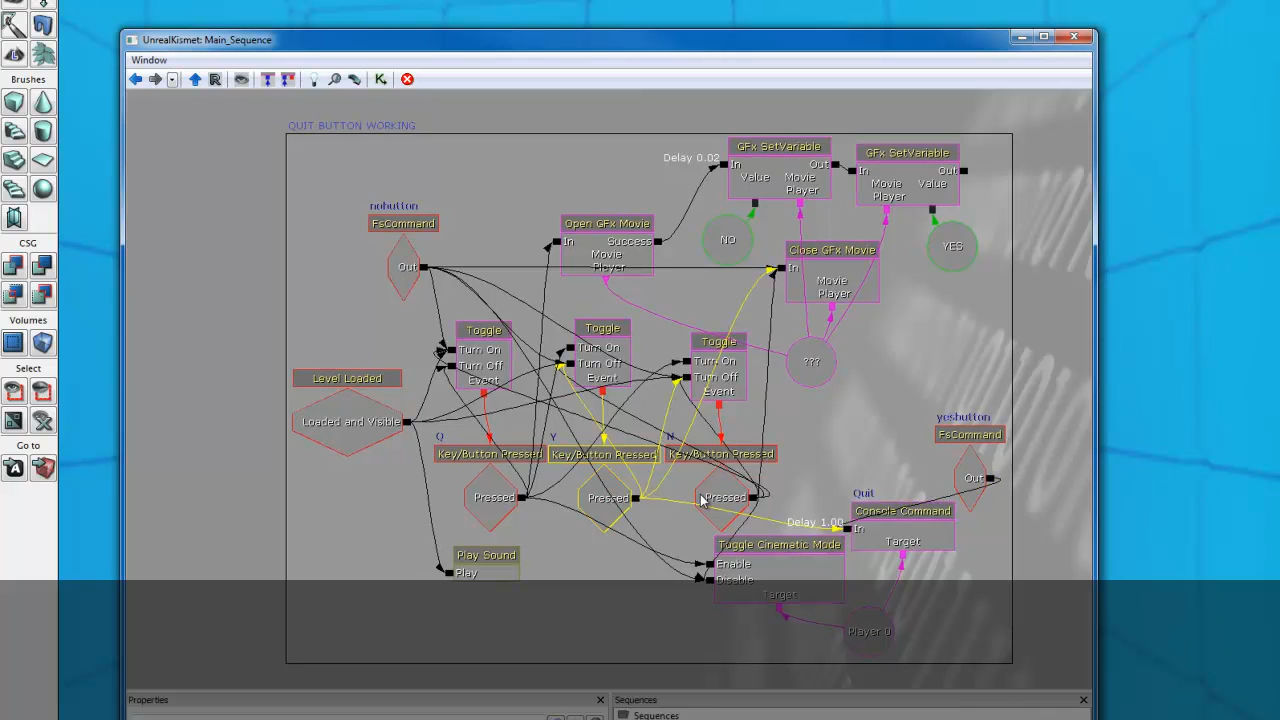 UnrealKismet: Main_Sequence
Window
Brushes
CSG
Volumes
Select
Go to
QUIT BUTTON WORKING
nohutton
FsCommand
Out
Open GFx Movie
In
Success
Movie
Player
Delay 0.02
GFx SetVariable
In
Out
Value
Movie
Player
GFx SetVariable
In
Out
Movie
Value
Player
NO
YES
Close GFx Movie
In
Movie
Player
Toggle
Turn On
Turn Off
Event
Toggle
Turn On
Turn Off
Event
Toggle
Turn On
Turn Off
Event
???
Level Loaded
Loaded and Visible
Q
Key/Button Pressed
Pressed
Y
Key/Button Pressed
Pressed
N
Key/Button Pressed
Pressed
yeshutton
FsCommand
Out
Quit
Delay 1.00
Console Command
In
Target
Play Sound
Play
Toggle Cinematic Mode
Enable
Disable
Target
Player 0
Properties
Sequences
Sequences